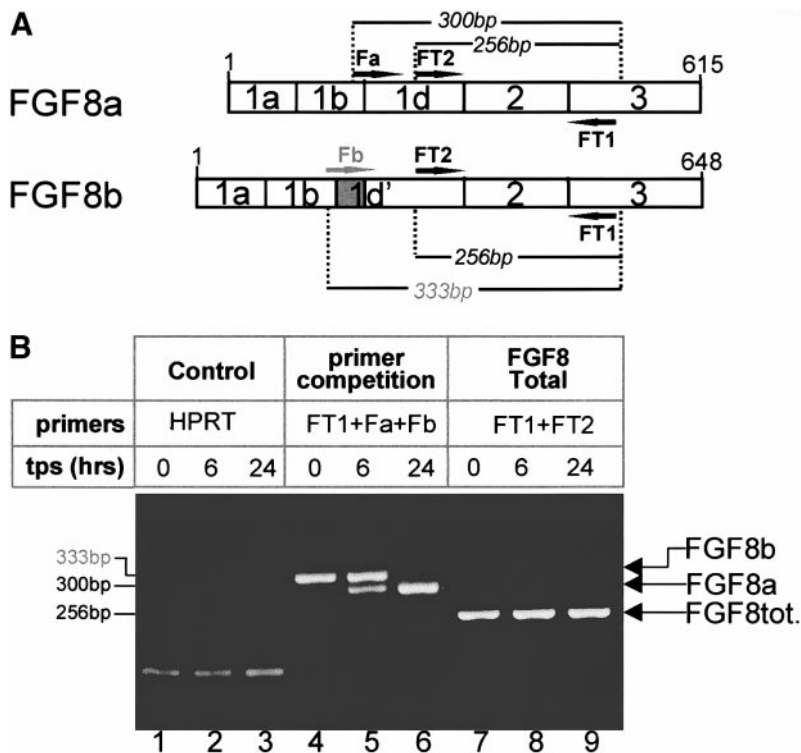 A
300bp
256bp
1 Fa FT2 615
FGF8a 1a 1b 1d 2 3
FT1
1 Fb FT2 648
FGF8b 1a 1b 1d' 2 3
FT1
256bp
333bp
B
Control primer competition FGF8 Total
primers HPRT FT1+Fa+Fb FT1+FT2
tps (hrs) 0 6 24 0 6 24 0 6 24
333bp FGF8b
300bp FGF8a
256bp FGF8tot.
1 2 3 4 5 6 7 8 9